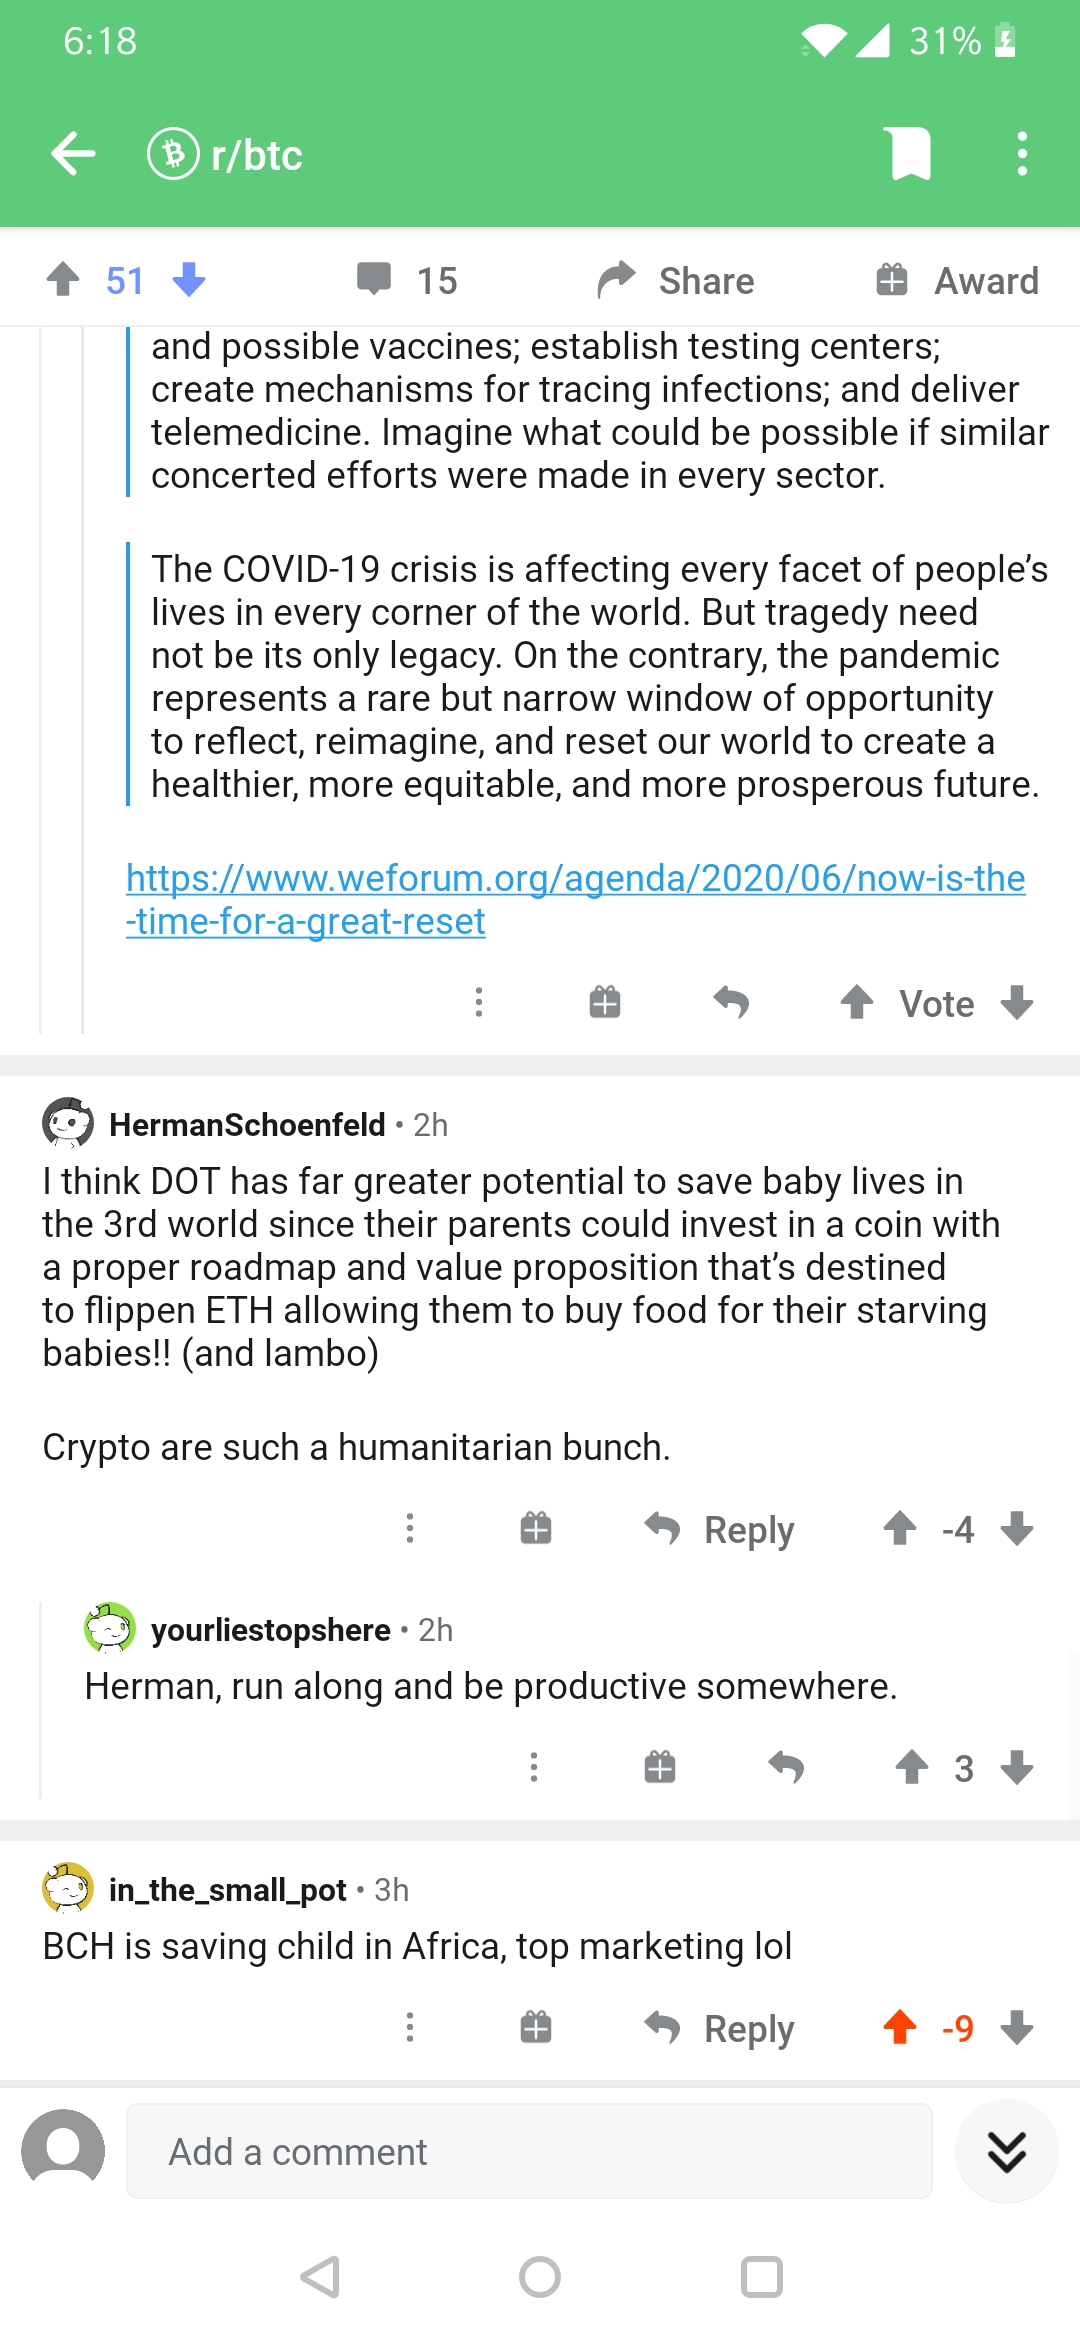 6:18
31%
r/btc
51
15
Share
Award
and possible vaccines; establish testing centers;
create mechanisms for tracing infections; and deliver
telemedicine. Imagine what could be possible if similar
concerted efforts were made in every sector.
The COVID-19 crisis is affecting every facet of people’s
lives in every corner of the world. But tragedy need
not be its only legacy. On the contrary, the pandemic
represents a rare but narrow window of opportunity
to reflect, reimagine, and reset our world to create a
healthier, more equitable, and more prosperous future.
https://www.weforum.org/agenda/2020/06/now-is-the
-time-for-a-great-reset
Vote
HermanSchoenfeld • 2h
I think DOT has far greater potential to save baby lives in
the 3rd world since their parents could invest in a coin with
a proper roadmap and value proposition that’s destined
to flippen ETH allowing them to buy food for their starving
babies!! (and lambo)
Crypto are such a humanitarian bunch.
Reply
-4
yourliestopshere • 2h
Herman, run along and be productive somewhere.
3
in_the_small_pot • 3h
BCH is saving child in Africa, top marketing lol
Reply
-9
Add a comment